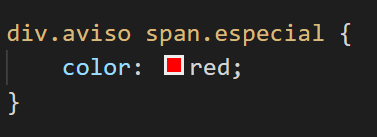 div.aviso span.especial {
    color: red;
}